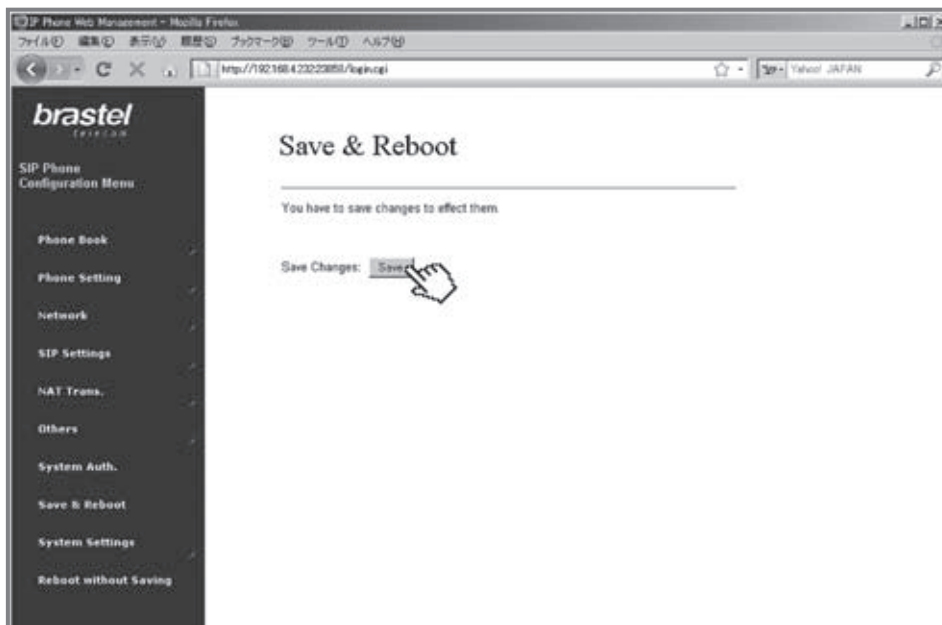 IP Phone Web Management - Mozilla Firefox
ファイル(F) 編集(E) 表示(V) 履歴(S) ブックマーク(B) ツール(T) ヘルプ(H)
Yahoo! JAPAN
brastel
telecom
SIP Phone
Configuration Menu
Phone Book
Phone Setting
Network
SIP Settings
NAT Trans.
Others
System Auth.
Save & Reboot
System Settings
Reboot without Saving
Save & Reboot
You have to save changes to effect them.
Save Changes: Save